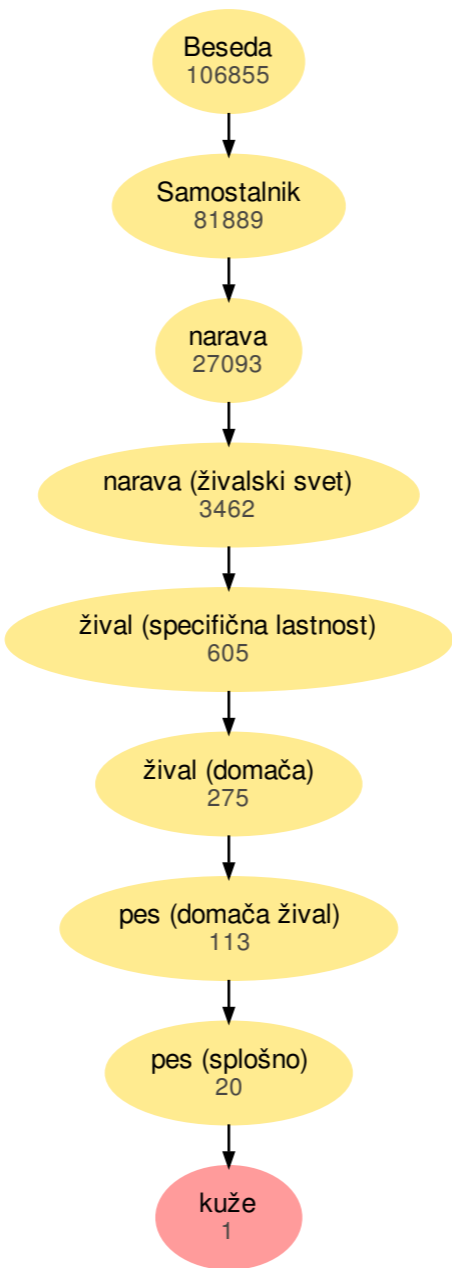 Beseda
106855
Samostalnik
81889
narava
27093
narava (živalski svet)
3462
žival (specifična lastnost)
605
žival (domača)
275
pes (domača žival)
113
pes (splošno)
20
kuže
1